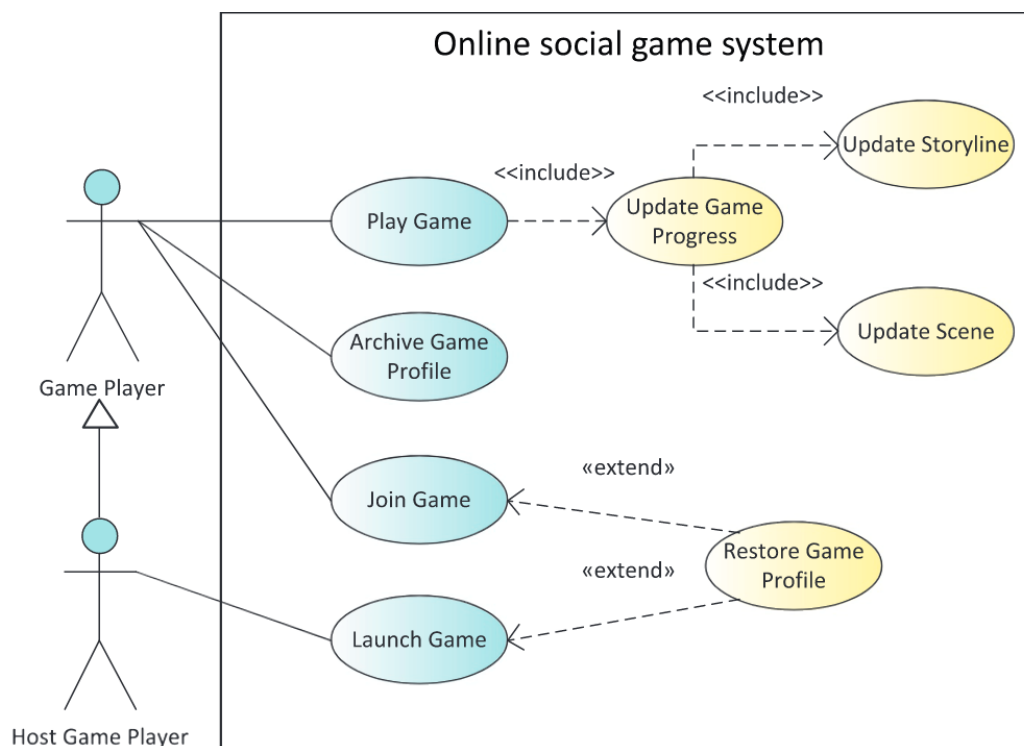 Online social game system
<<include>>
Update Storyline
<<include>>
Play Game
Update Game
Progress
<<include>>
Update Scene
Archive Game
Profile
Game Player
«extend»
Join Game
Restore Game
Profile
«extend»
Launch Game
Host Game Player